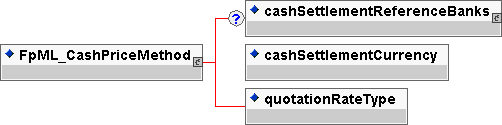 cashSettlementReferenceBanks
?
FpML_CashPriceMethod
cashSettlementCurrency
quotationRateType